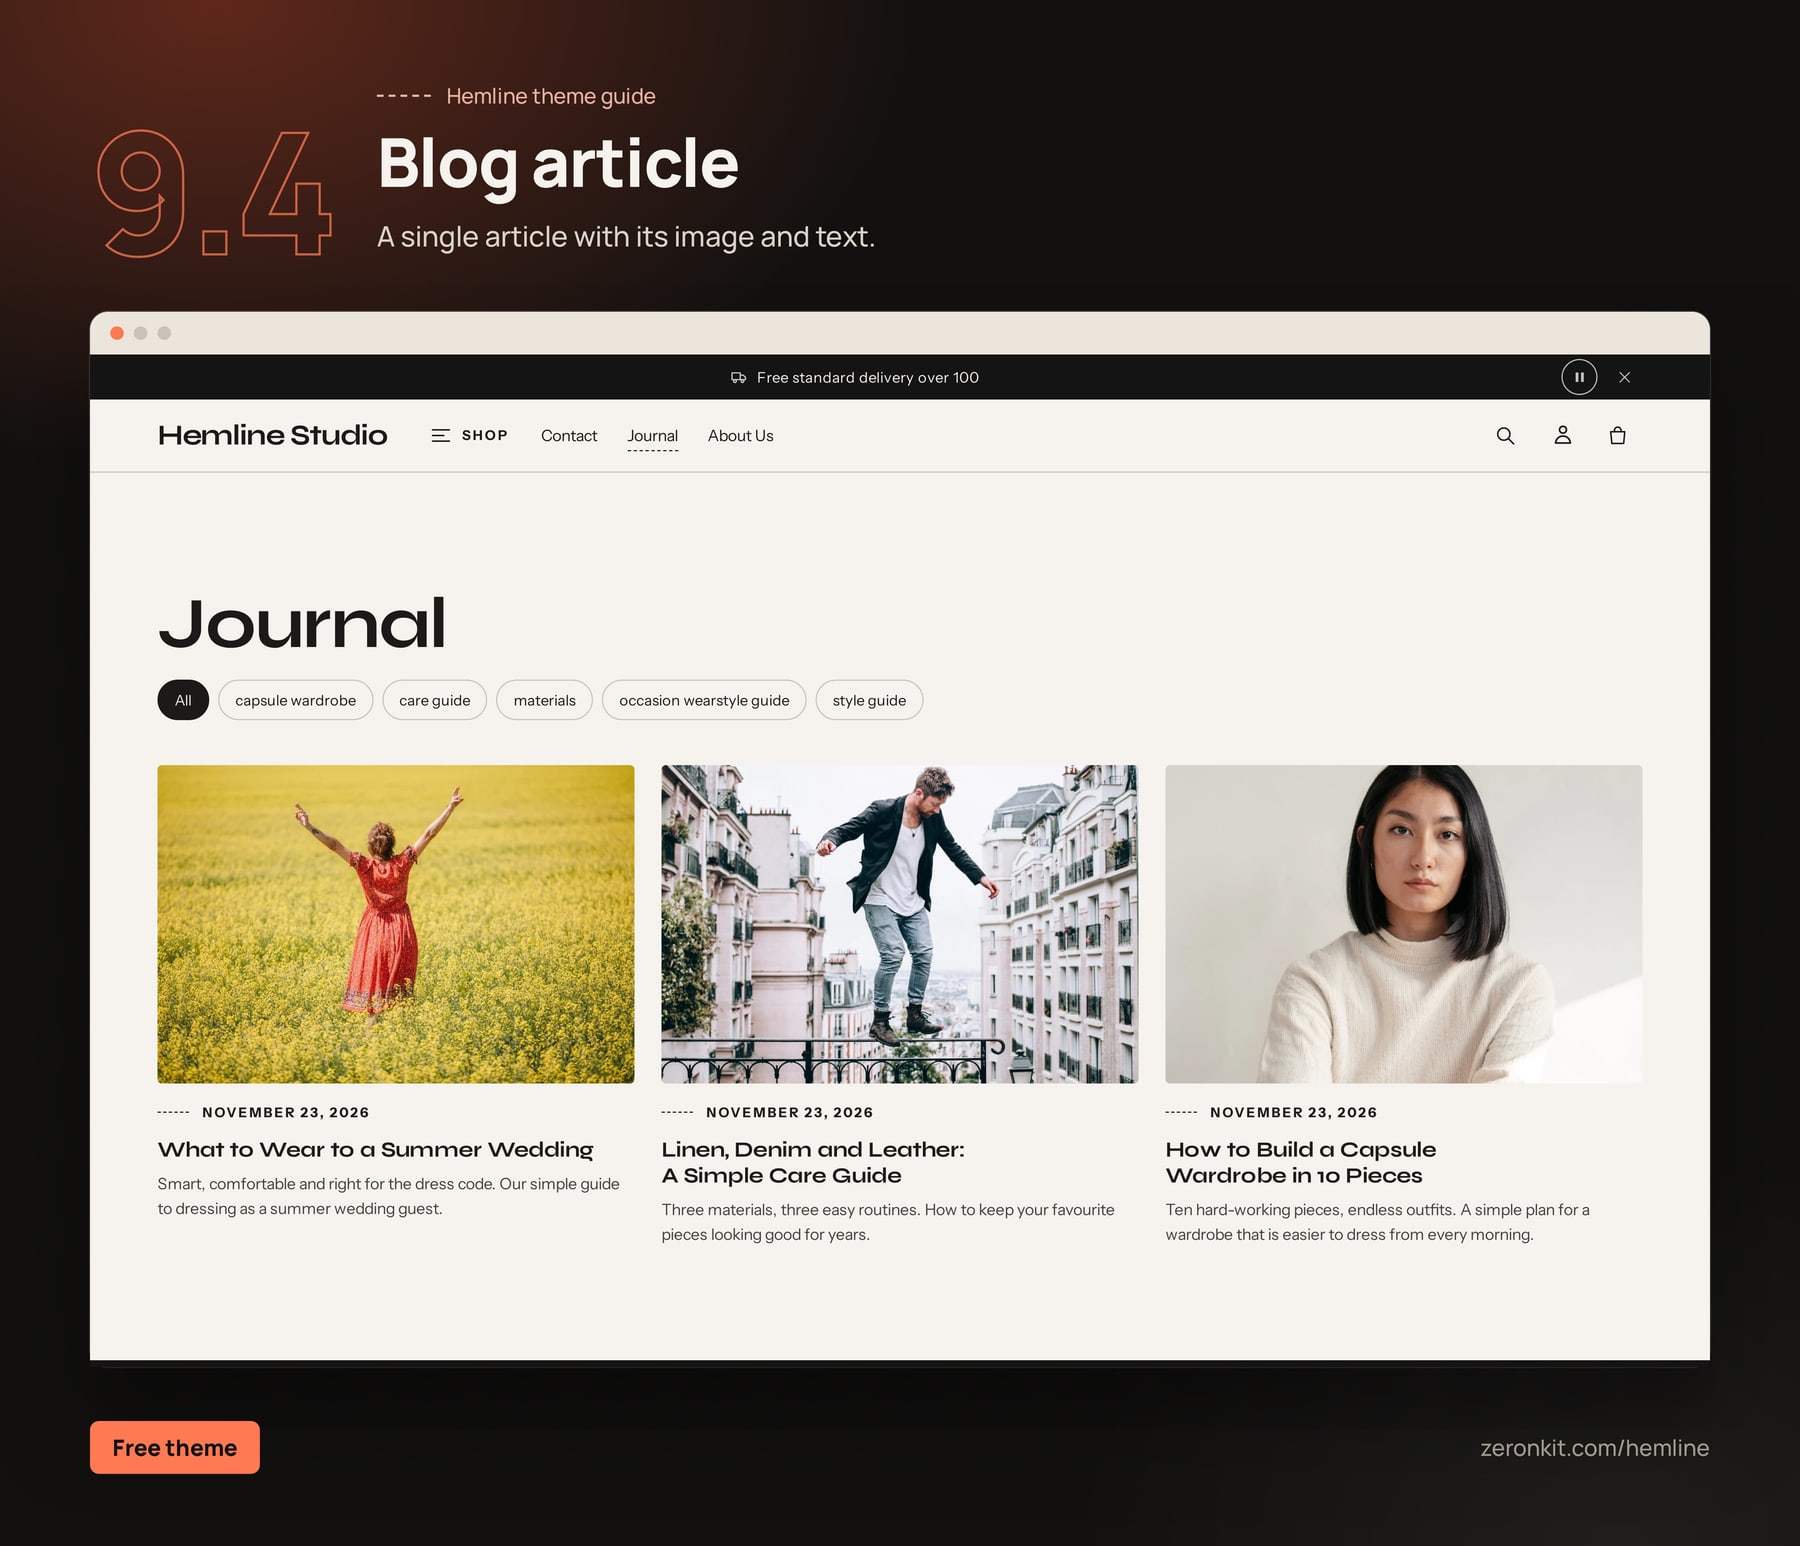 Hemline theme guide
9.4
Blog article
A single article with its image and text.
Free standard delivery over 100
Hemline Studio
SHOP
Contact
Journal
About Us
Journal
All
capsule wardrobe
care guide
materials
occasion wearstyle guide
style guide
NOVEMBER 23, 2026
What to Wear to a Summer Wedding
Smart, comfortable and right for the dress code. Our simple guide
to dressing as a summer wedding guest.
NOVEMBER 23, 2026
Linen, Denim and Leather:
A Simple Care Guide
Three materials, three easy routines. How to keep your favourite
pieces looking good for years.
NOVEMBER 23, 2026
How to Build a Capsule
Wardrobe in 10 Pieces
Ten hard-working pieces, endless outfits. A simple plan for a
wardrobe that is easier to dress from every morning.
Free theme
zeronkit.com/hemline